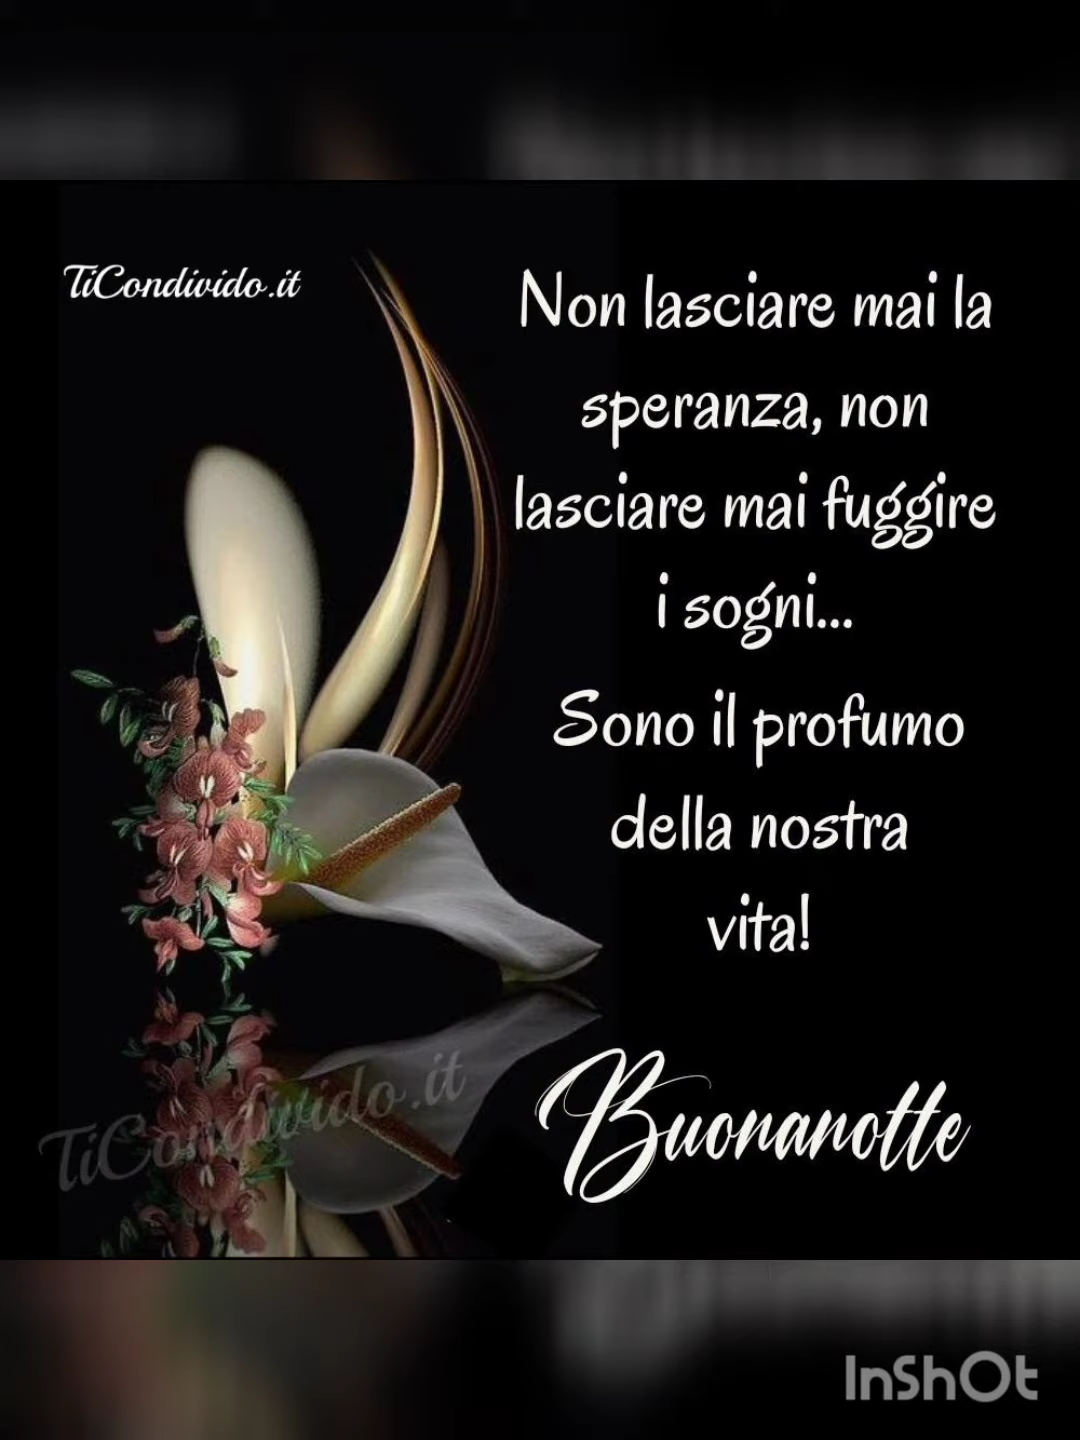 TiCondivido.it
Non lasciare mai la
speranza, non
lasciare mai fuggire
i sogni...
Sono il profumo
della nostra
vita!
Buonanotte
TiCondivido.it
InShOt